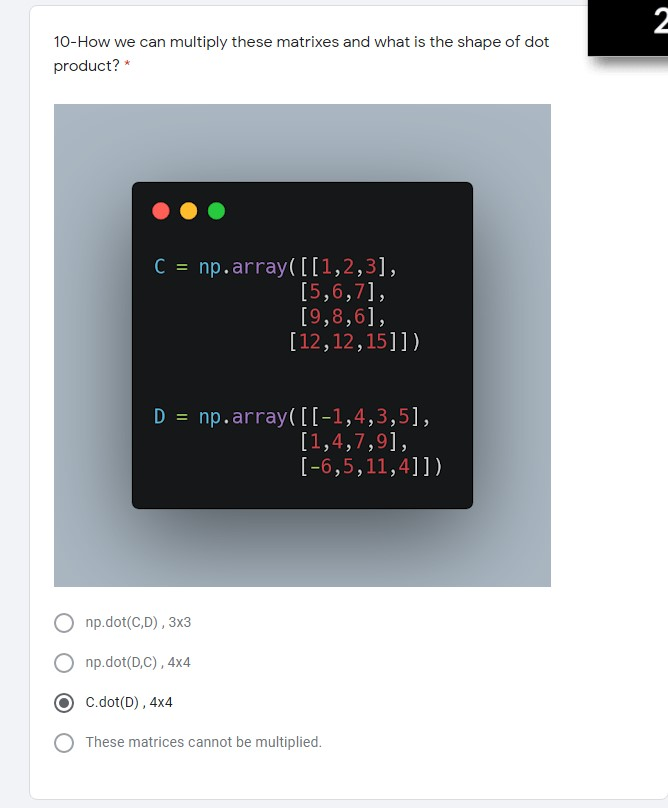 10-How we can multiply these matrixes and what is the shape of dot
product? *
2
C = np.array([[1,2,3],
[5,6,7],
[9,8,6],
[12,12,15]])
D = np.array([[-1,4,3,5],
[1,4,7,9],
[-6,5,11,4]])
np.dot(C,D) , 3x3
np.dot(D,C) , 4x4
C.dot(D) , 4x4
These matrices cannot be multiplied.